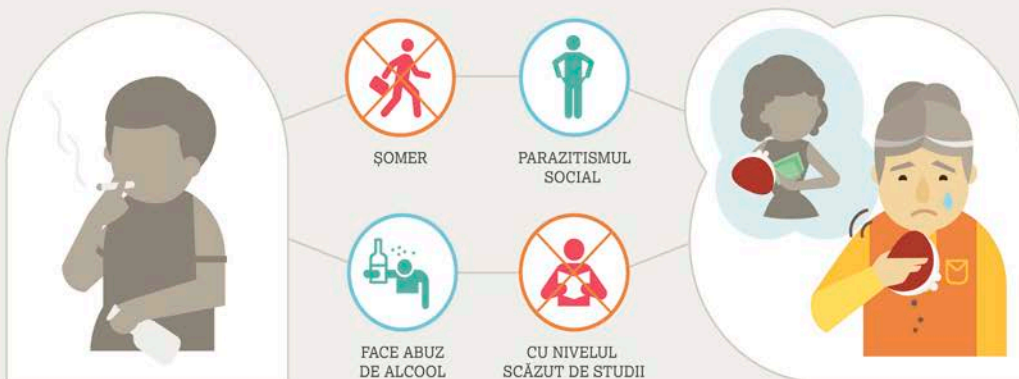 ȘOMER
PARAZITISMUL
SOCIAL
FACE ABUZ
DE ALCOOL
CU NIVELUL
SCĂZUT DE STUDII